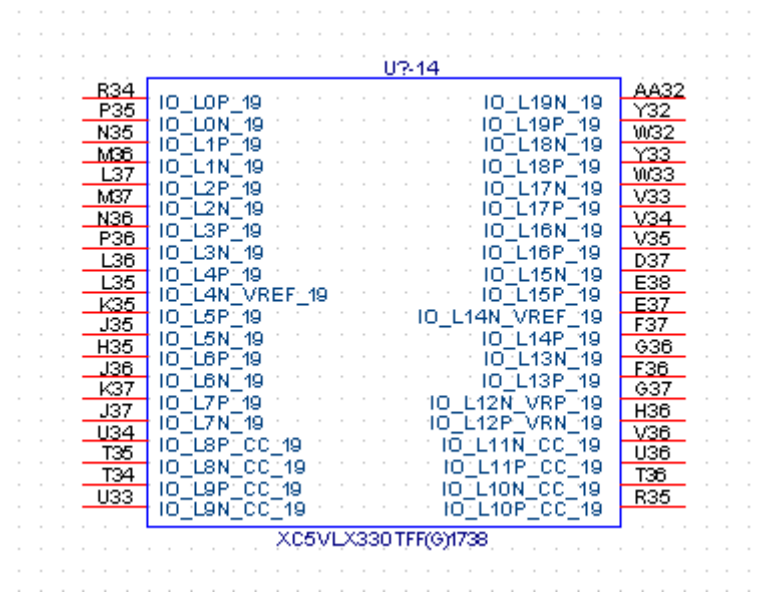 U?-14
R34 IO_L0P_19 IO_L19N_19 AA32
P35 IO_L0N_19 IO_L19P_19 Y32
N35 IO_L1P_19 IO_L18N_19 W32
M36 IO_L1N_19 IO_L18P_19 Y33
L37 IO_L2P_19 IO_L17N_19 W33
M37 IO_L2N_19 IO_L17P_19 V33
N36 IO_L3P_19 IO_L16N_19 V34
P36 IO_L3N_19 IO_L16P_19 V35
L36 IO_L4P_19 IO_L15N_19 D37
L35 IO_L4N_VREF_19 IO_L15P_19 E38
K35 IO_L5P_19 IO_L14N_VREF_19 E37
J35 IO_L5N_19 IO_L14P_19 F37
H35 IO_L6P_19 IO_L13N_19 G36
J36 IO_L6N_19 IO_L13P_19 F36
K37 IO_L7P_19 IO_L12N_VRP_19 G37
J37 IO_L7N_19 IO_L12P_VRN_19 H36
U34 IO_L8P_CC_19 IO_L11N_CC_19 V36
T35 IO_L8N_CC_19 IO_L11P_CC_19 U36
T34 IO_L9P_CC_19 IO_L10N_CC_19 T36
U33 IO_L9N_CC_19 IO_L10P_CC_19 R35
XC5VLX330TFF(G)1738